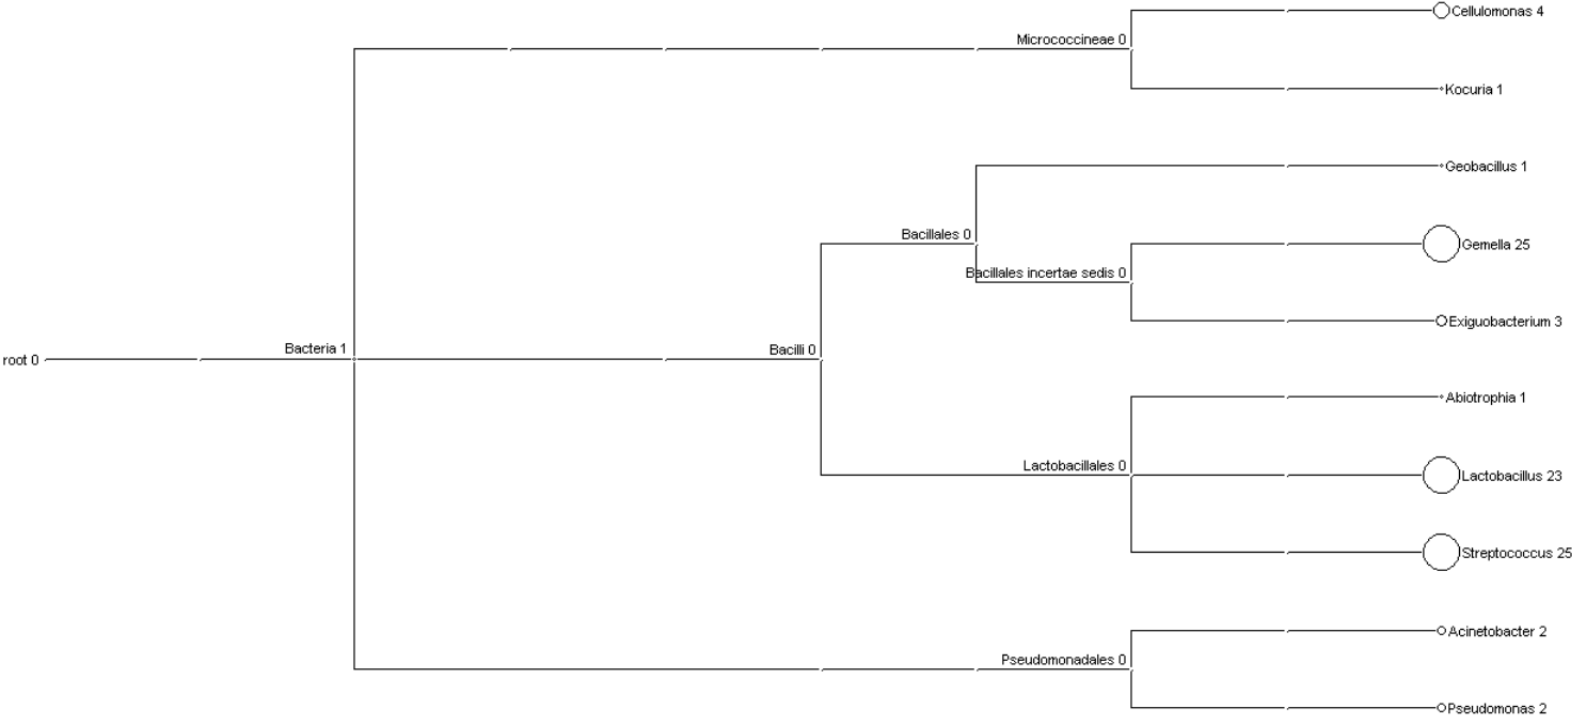 Cellulomonas 4
Micrococcineae 0
Kocuria 1
Geobacillus 1
Bacillales 0
Gemella 25
Bacillales incertae sedis 0
Exiguobacterium 3
Bacteria 1
Bacilli 0
root 0
Abiotrophia 1
Lactobacillales 0
Lactobacillus 23
Streptococcus 25
Acinetobacter 2
Pseudomonadales 0
Pseudomonas 2